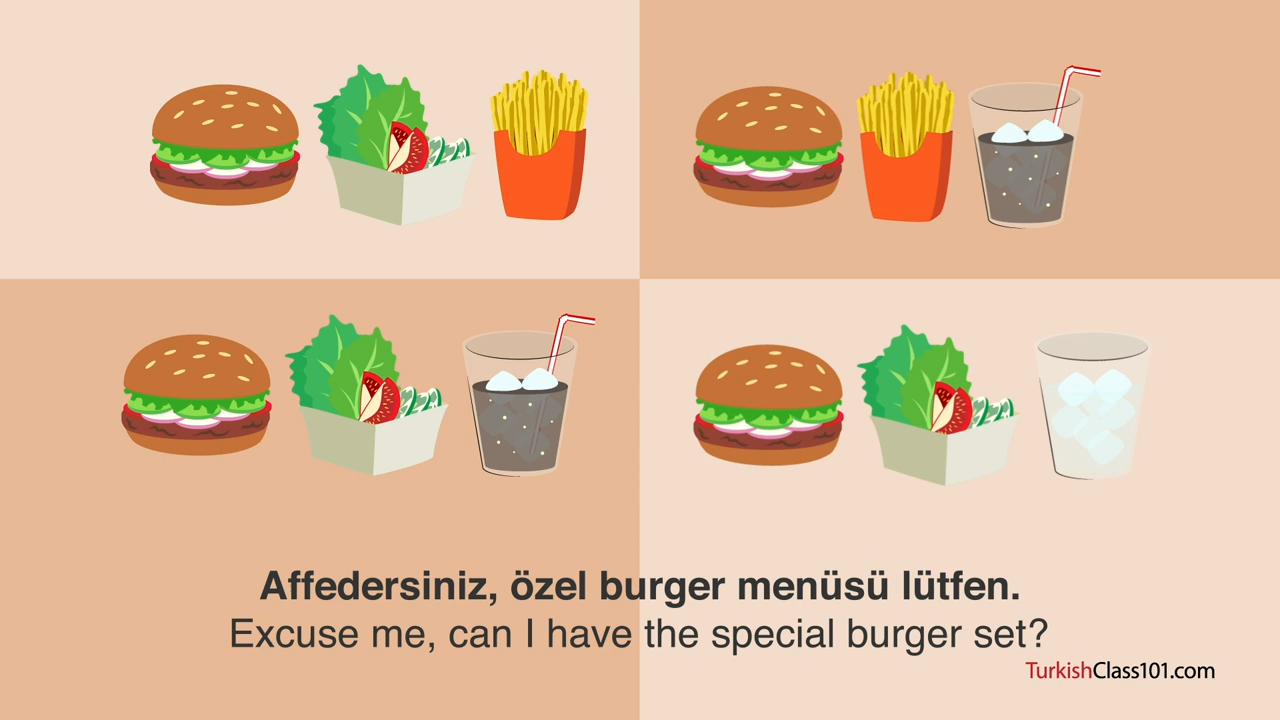 Affedersiniz, özel burger menüsü lütfen.
Excuse me, can I have the special burger set?
TurkishClass101.com